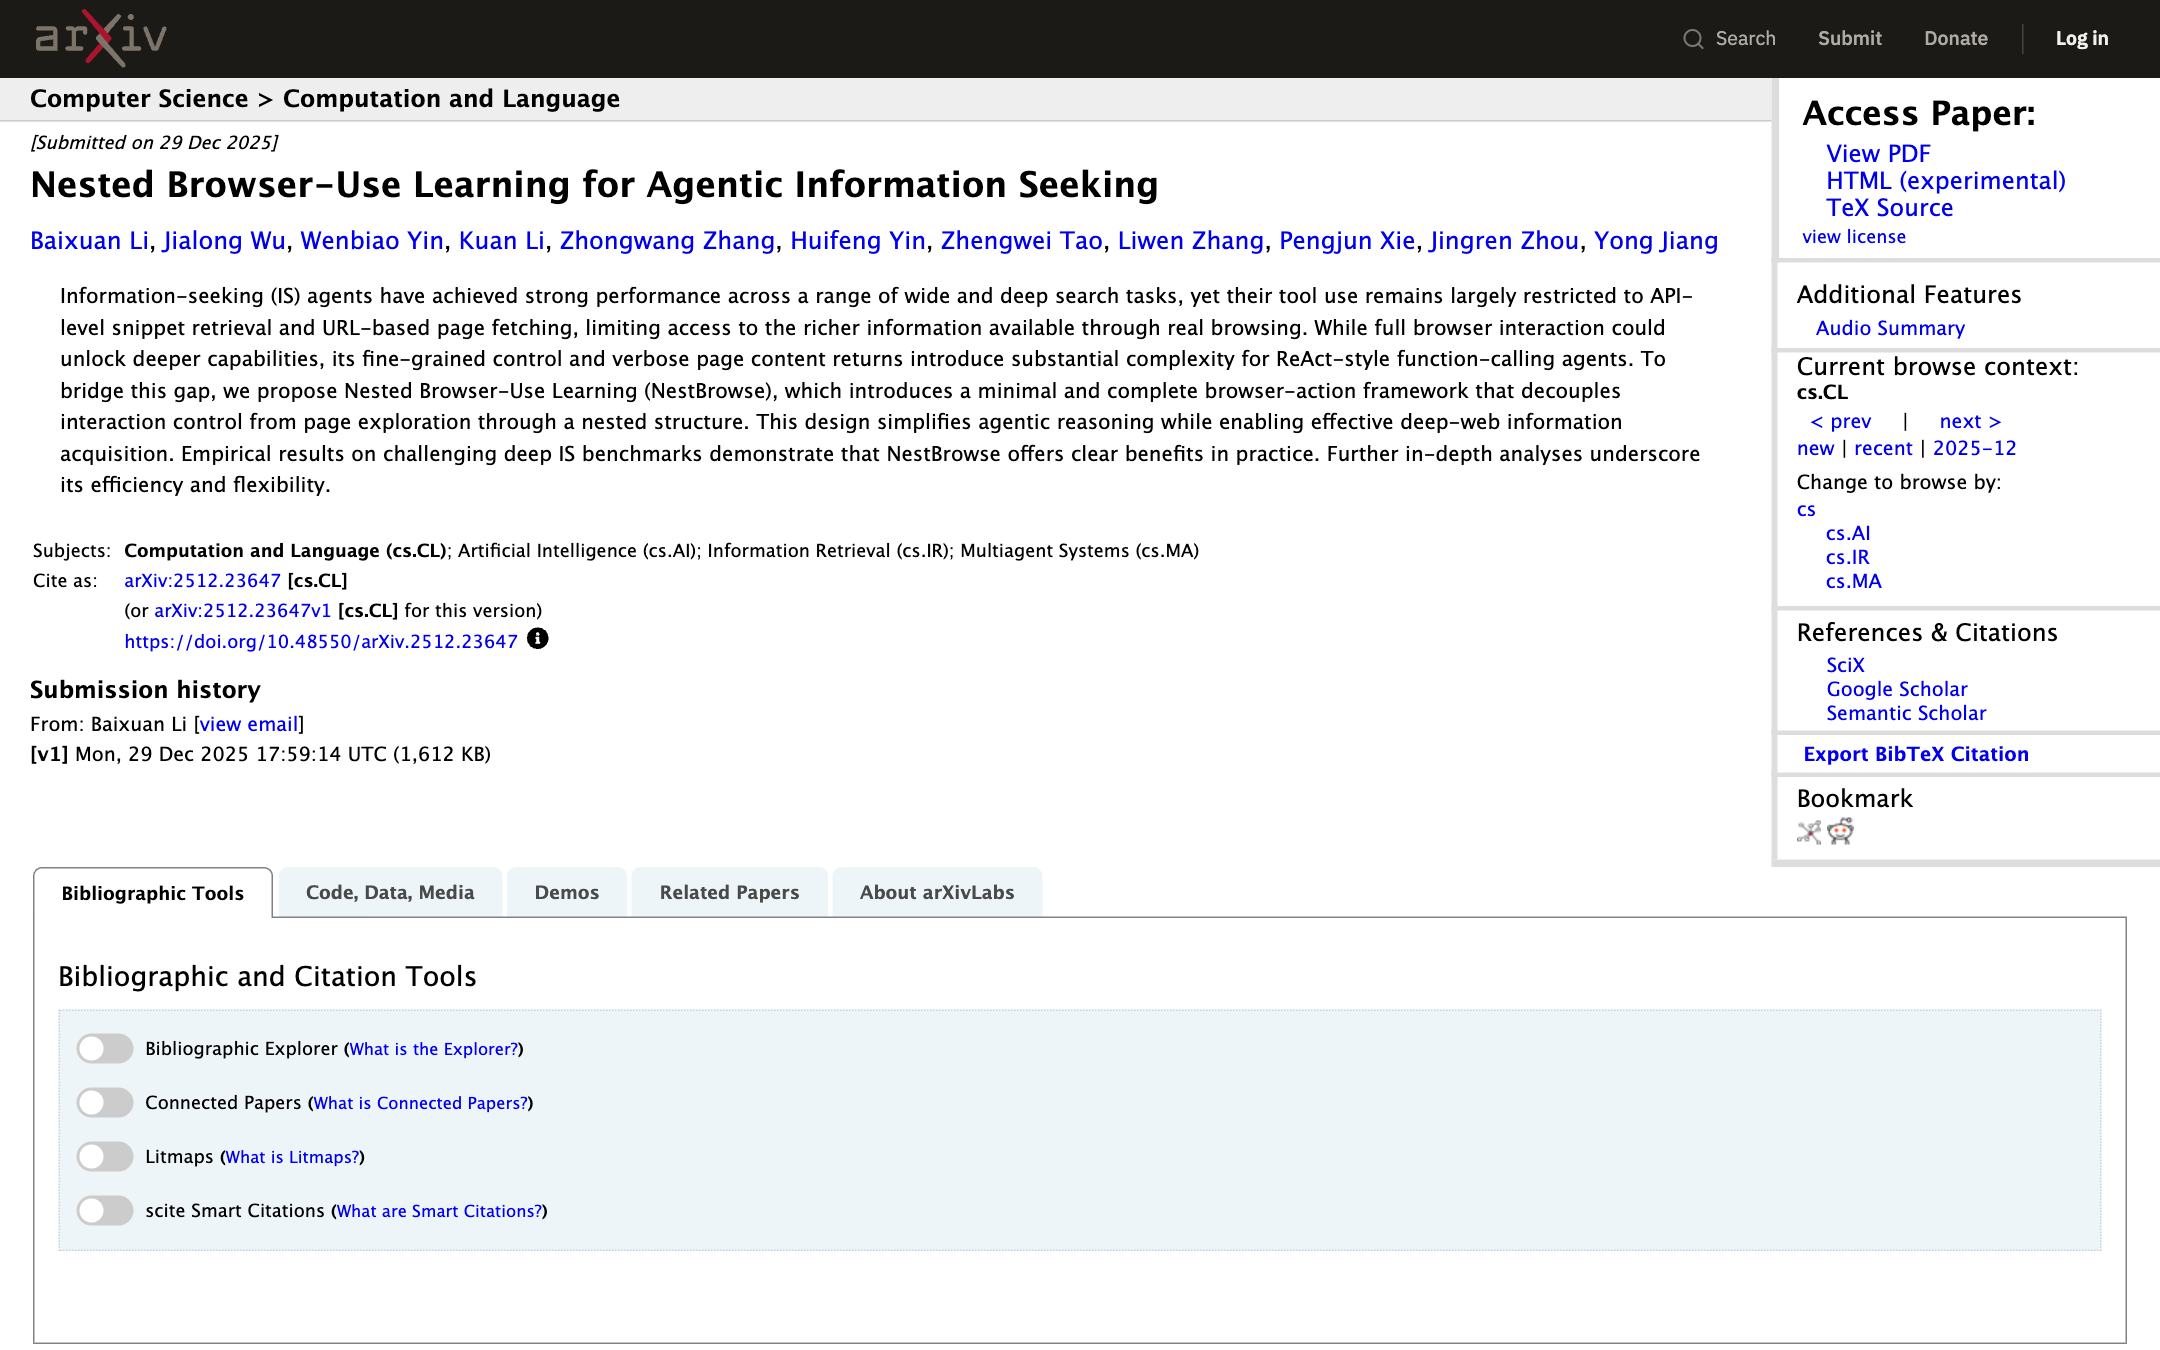 arXiv
Search
Submit
Donate
Log in
Computer Science > Computation and Language
[Submitted on 29 Dec 2025]
Nested Browser-Use Learning for Agentic Information Seeking
Baixuan Li, Jialong Wu, Wenbiao Yin, Kuan Li, Zhongwang Zhang, Huifeng Yin, Zhengwei Tao, Liwen Zhang, Pengjun Xie, Jingren Zhou, Yong Jiang
Information-seeking (IS) agents have achieved strong performance across a range of wide and deep search tasks, yet their tool use remains largely restricted to API-
level snippet retrieval and URL-based page fetching, limiting access to the richer information available through real browsing. While full browser interaction could
unlock deeper capabilities, its fine-grained control and verbose page content returns introduce substantial complexity for ReAct-style function-calling agents. To
bridge this gap, we propose Nested Browser-Use Learning (NestBrowse), which introduces a minimal and complete browser-action framework that decouples
interaction control from page exploration through a nested structure. This design simplifies agentic reasoning while enabling effective deep-web information
acquisition. Empirical results on challenging deep IS benchmarks demonstrate that NestBrowse offers clear benefits in practice. Further in-depth analyses underscore
its efficiency and flexibility.
Subjects: Computation and Language (cs.CL); Artificial Intelligence (cs.AI); Information Retrieval (cs.IR); Multiagent Systems (cs.MA)
Cite as: arXiv:2512.23647 [cs.CL]
(or arXiv:2512.23647v1 [cs.CL] for this version)
https://doi.org/10.48550/arXiv.2512.23647
Submission history
From: Baixuan Li [view email]
[v1] Mon, 29 Dec 2025 17:59:14 UTC (1,612 KB)
Access Paper:
View PDF
HTML (experimental)
TeX Source
view license
Additional Features
Audio Summary
Current browse context:
cs.CL
< prev | next >
new | recent | 2025-12
Change to browse by:
cs
cs.AI
cs.IR
cs.MA
References & Citations
SciX
Google Scholar
Semantic Scholar
Export BibTeX Citation
Bookmark
Bibliographic Tools
Code, Data, Media
Demos
Related Papers
About arXivLabs
Bibliographic and Citation Tools
Bibliographic Explorer (What is the Explorer?)
Connected Papers (What is Connected Papers?)
Litmaps (What is Litmaps?)
scite Smart Citations (What are Smart Citations?)